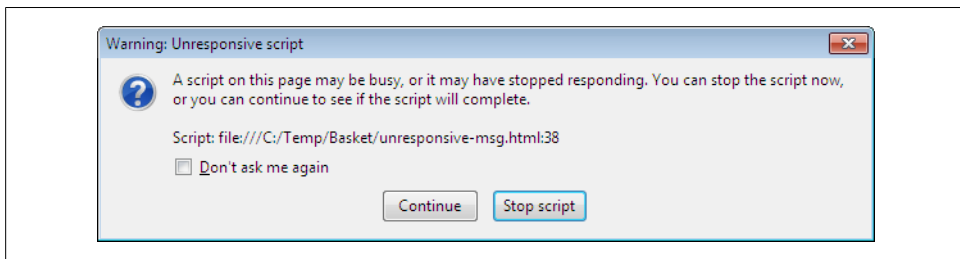 Warning: Unresponsive script
A script on this page may be busy, or it may have stopped responding. You can stop the script now,
or you can continue to see if the script will complete.
Script: file:///C:/Temp/Basket/unresponsive-msg.html:38
Don't ask me again
Continue
Stop script